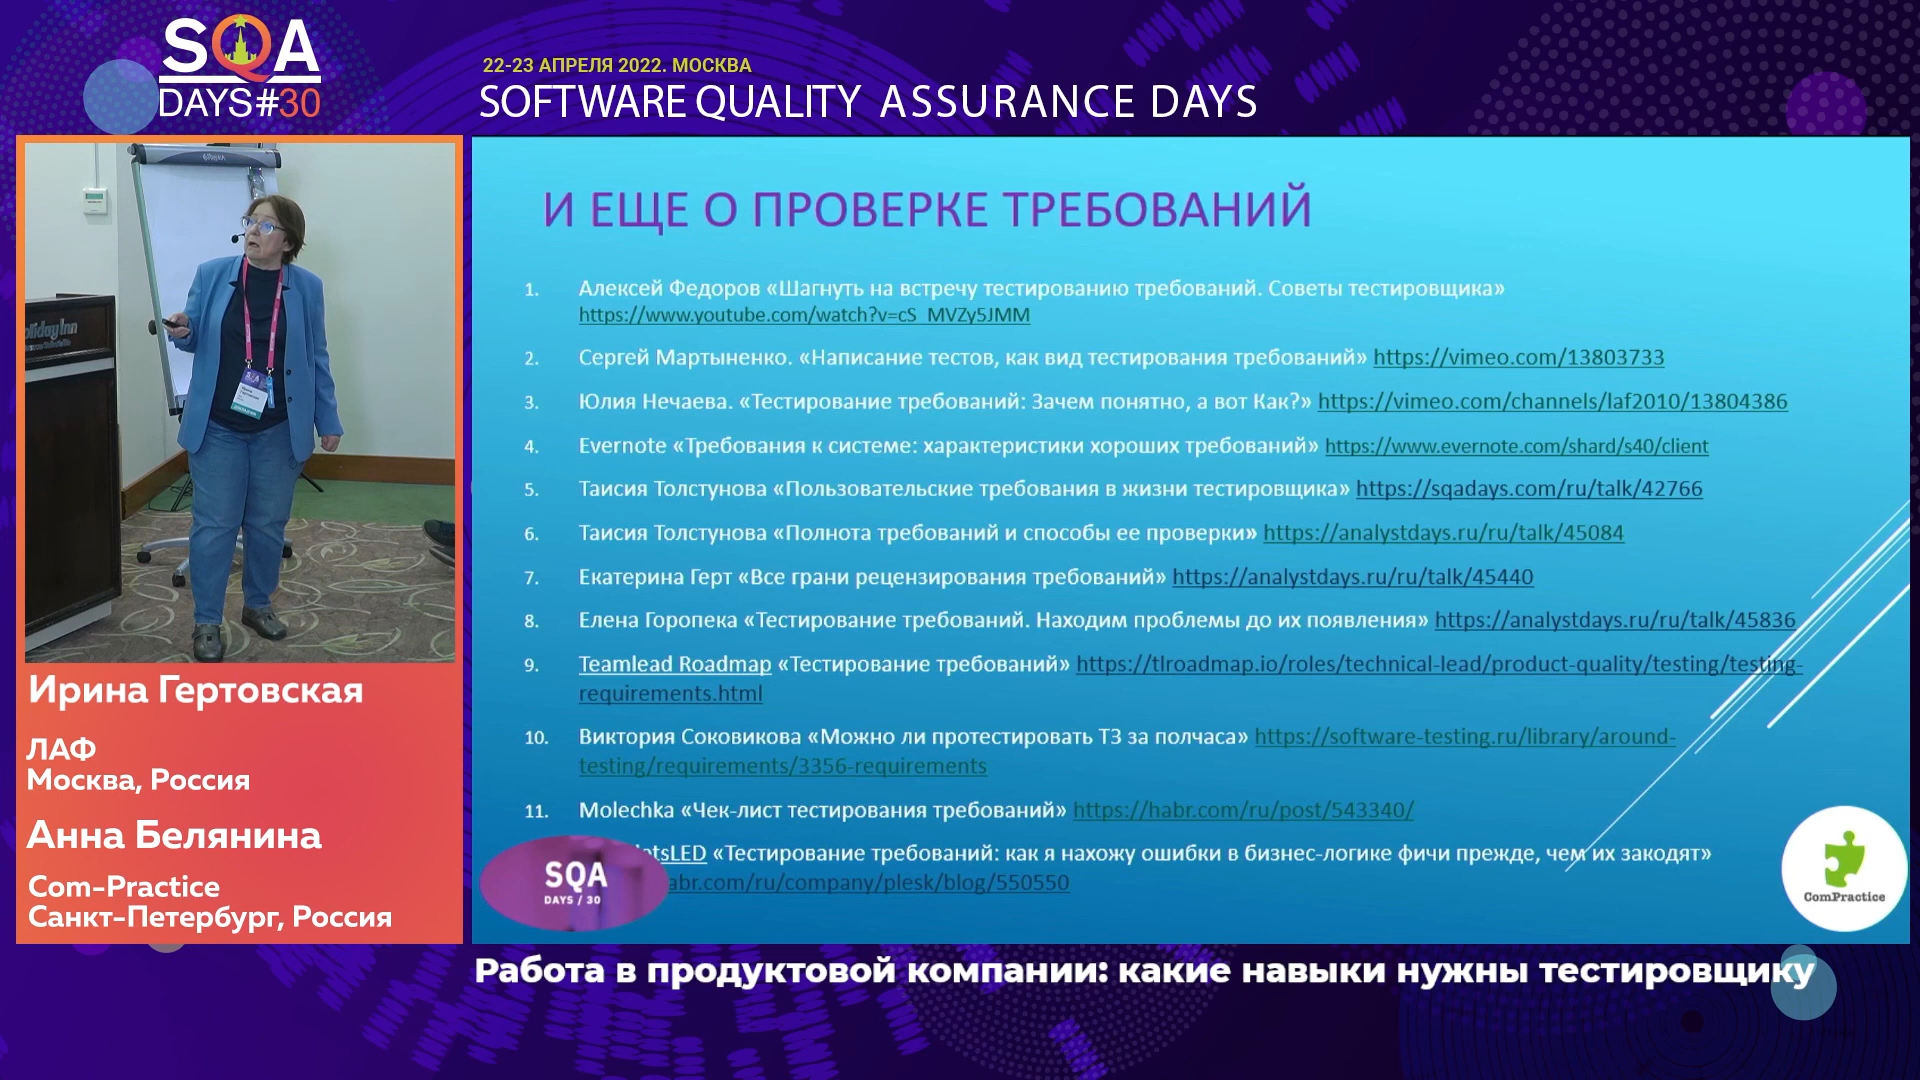 SQA
DAYS#30
22-23 АПРЕЛЯ 2022. МОСКВА
SOFTWARE QUALITY ASSURANCE DAYS
SQA
Ирина Гертовская
ЛАФ
Москва, Россия
Анна Белянина
Com-Practice
Санкт-Петербург, Россия
И ЕЩЕ О ПРОВЕРКЕ ТРЕБОВАНИЙ
1. Алексей Федоров «Шагнуть на встречу тестированию требований. Советы тестировщика»
https://www.youtube.com/watch?v=cS_MVZy5JMM
2. Сергей Мартыненко. «Написание тестов, как вид тестирования требований» https://vimeo.com/13803733
3. Юлия Нечаева. «Тестирование требований: Зачем понятно, а вот Как?» https://vimeo.com/channels/laf2010/13804386
4. Evernote «Требования к системе: характеристики хороших требований» https://www.evernote.com/shard/s40/client
5. Таисия Толстунова «Пользовательские требования в жизни тестировщика» https://sqadays.com/ru/talk/42766
6. Таисия Толстунова «Полнота требований и способы ее проверки» https://analystdays.ru/ru/talk/45084
7. Екатерина Герт «Все грани рецензирования требований» https://analystdays.ru/ru/talk/45440
8. Елена Горопека «Тестирование требований. Находим проблемы до их появления» https://analystdays.ru/ru/talk/45836
9. Teamlead Roadmap «Тестирование требований» https://tlroadmap.io/roles/technical-lead/product-quality/testing/testing-
requirements.html
10. Виктория Соковикова «Можно ли протестировать ТЗ за полчаса» https://software-testing.ru/library/around-
testing/requirements/3356-requirements
11. Molechka «Чек-лист тестирования требований» https://habr.com/ru/post/543340/
etsLED «Тестирование требований: как я нахожу ошибки в бизнес-логике фичи прежде, чем их закодят»
abr.com/ru/company/plesk/blog/550550
SQA
DAYS / 30
ComPractice
Работа в продуктовой компании: какие навыки нужны тестировщику